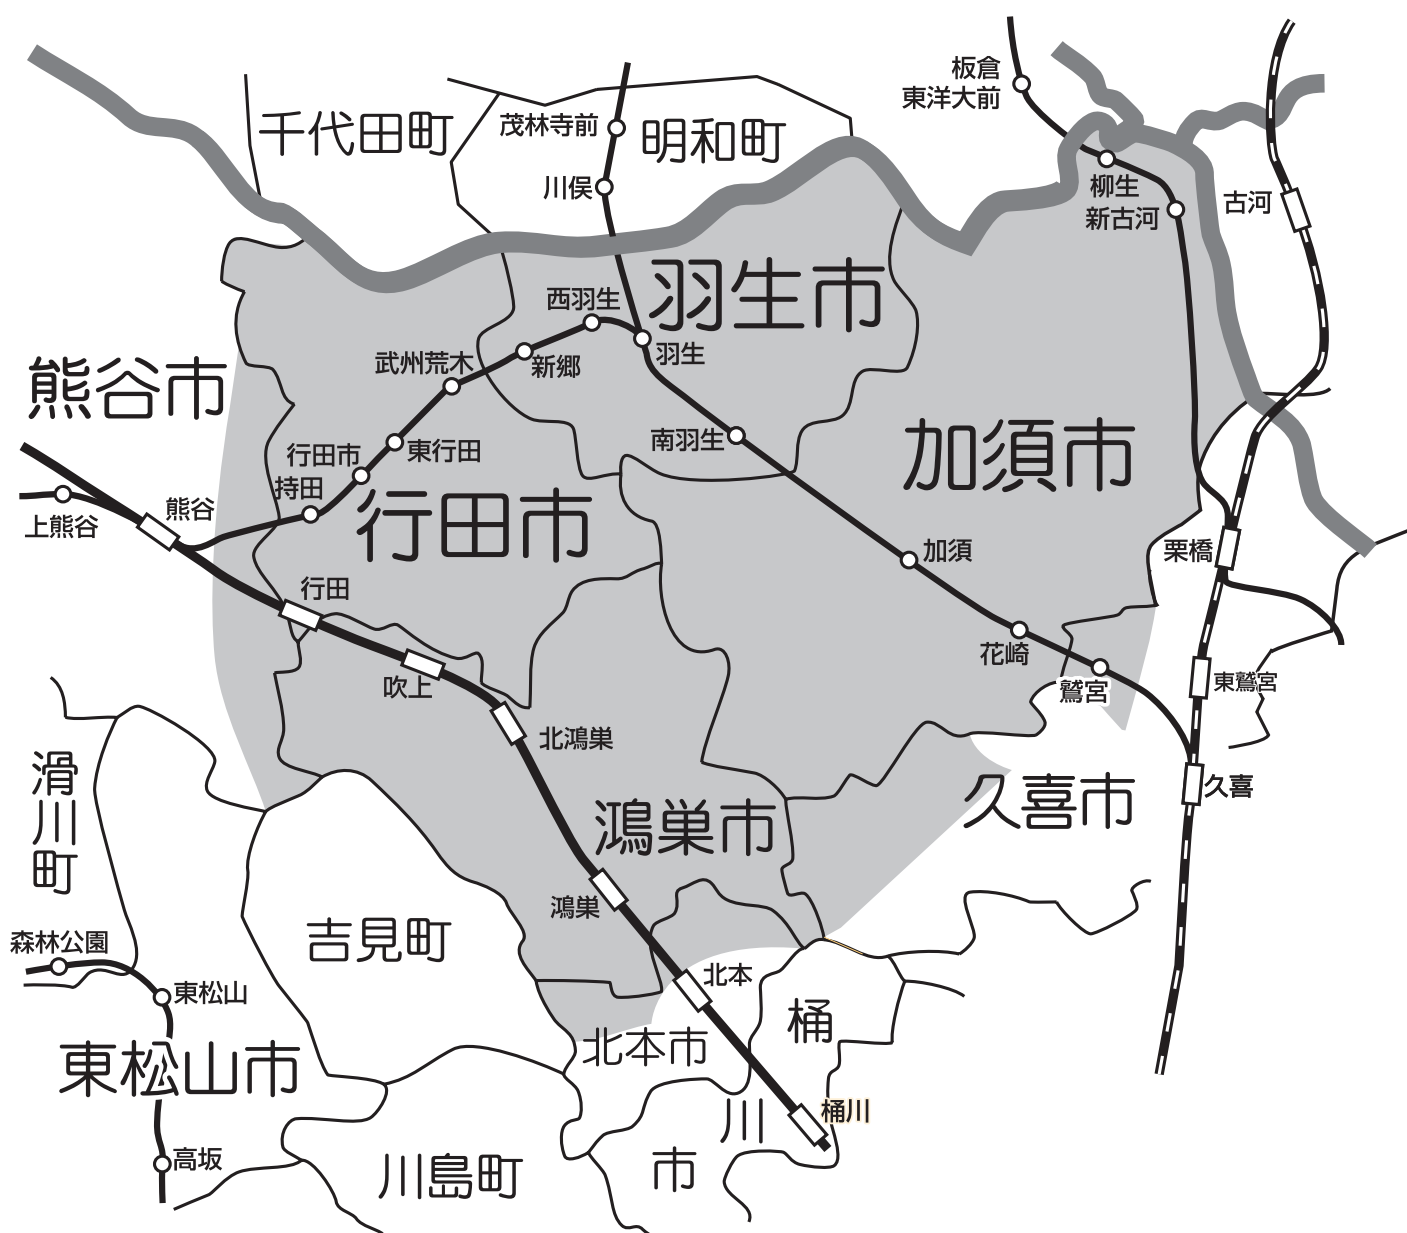 板倉
東洋大前
千代田町
茂林寺前
明和町
川俣
柳生
新古河
古河
羽生市
西羽生
羽生
武州荒木
新郷
熊谷市
南羽生
加須市
行田市
東行田
持田
熊谷
上熊谷
行田市
加須
栗橋
行田
花崎
鷲宮
東鷲宮
吹上
北鴻巣
滑川町
久喜市
久喜
鴻巣市
鴻巣
吉見町
森林公園
東松山
北本
桶川市
北本市
東松山市
桶川
高坂
川島町